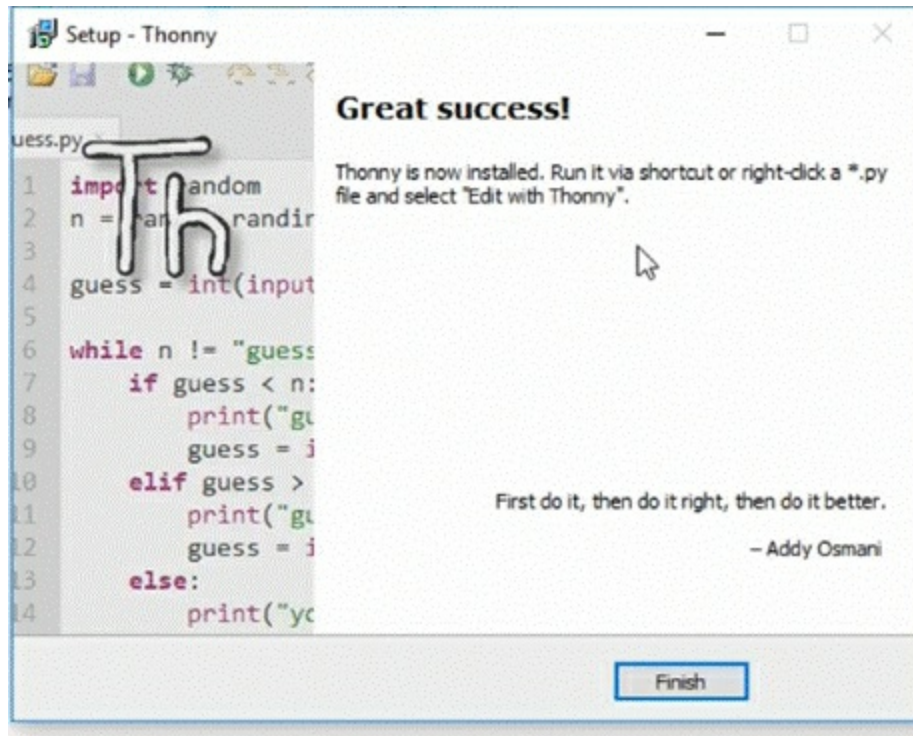 Setup - Thonny
uess.py ×
Th
1 import random
2 n = ran randin
3
4 guess = int(input
5
6 while n != "guess
7 if guess < n:
8 print("gu
9 guess = i
10 elif guess >
11 print("gu
12 guess = i
13 else:
14 print("yo
Great success!
Thonny is now installed. Run it via shortcut or right-click a *.py
file and select "Edit with Thonny".
First do it, then do it right, then do it better.
– Addy Osmani
Finish